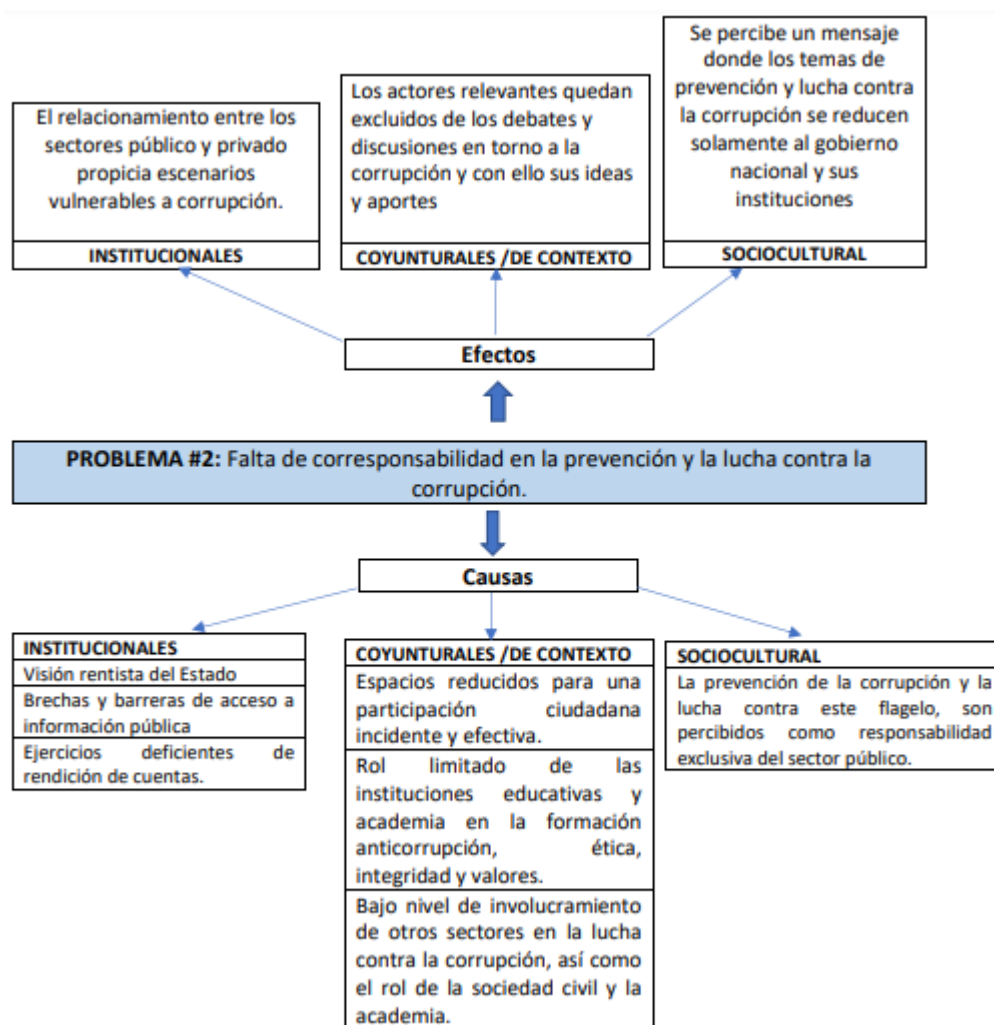 El relacionamiento entre los
sectores público y privado
propicia escenarios
vulnerables a corrupción.
INSTITUCIONALES
Los actores relevantes quedan
excluidos de los debates y
discusiones en torno a la
corrupción y con ello sus ideas
y aportes
COYUNTURALES /DE CONTEXTO
Se percibe un mensaje
donde los temas de
prevención y lucha contra
la corrupción se reducen
solamente al gobierno
nacional y sus
instituciones
SOCIOCULTURAL
Efectos
PROBLEMA #2: Falta de corresponsabilidad en la prevención y la lucha contra la
corrupción.
Causas
INSTITUCIONALES
Visión rentista del Estado
Brechas y barreras de acceso a
información pública
Ejercicios deficientes de
rendición de cuentas.
COYUNTURALES /DE CONTEXTO
Espacios reducidos para una
participación ciudadana
incidente y efectiva.
Rol limitado de las
instituciones educativas y
academia en la formación
anticorrupción, ética,
integridad y valores.
Bajo nivel de involucramiento
de otros sectores en la lucha
contra la corrupción, así como
el rol de la sociedad civil y la
academia.
SOCIOCULTURAL
La prevención de la corrupción y la
lucha contra este flagelo, son
percibidos como responsabilidad
exclusiva del sector público.